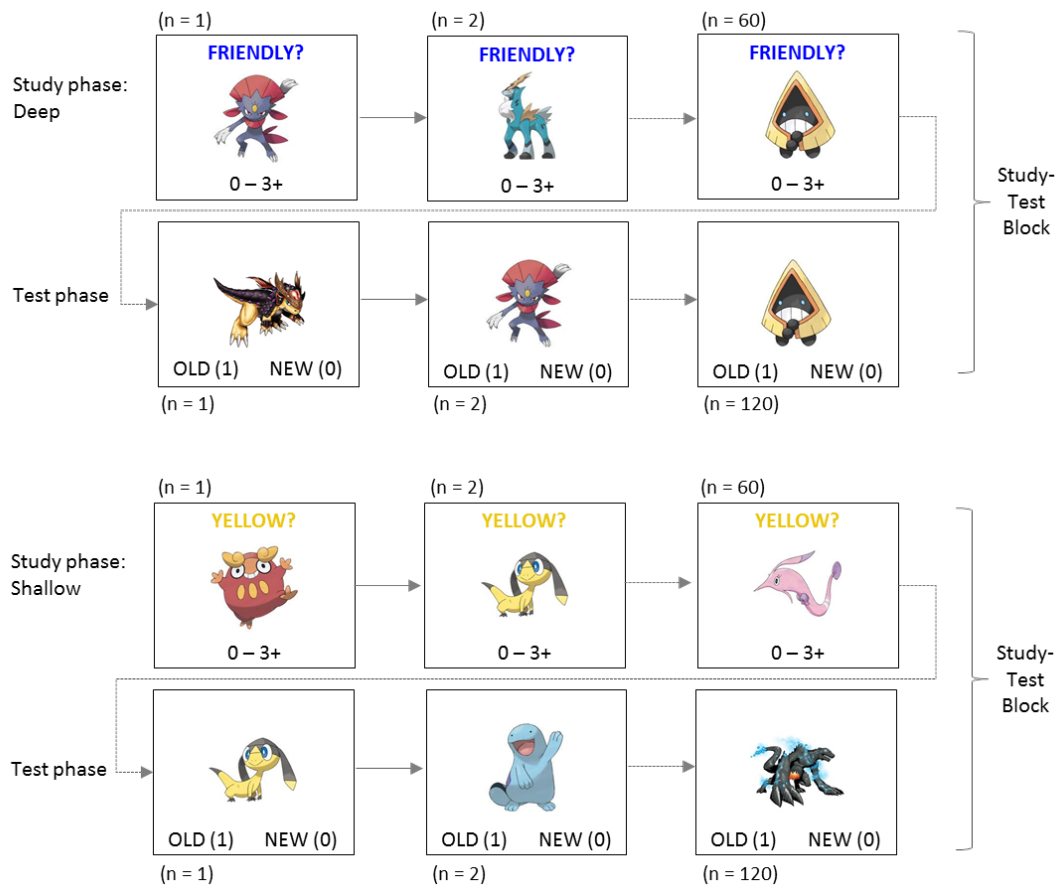 (n = 1) (n = 2) (n = 60)
FRIENDLY? FRIENDLY? FRIENDLY?
Study phase:
Deep
0 – 3+ 0 – 3+ 0 – 3+
Study-
Test
Block
Test phase
OLD (1) NEW (0) OLD (1) NEW (0) OLD (1) NEW (0)
(n = 1) (n = 2) (n = 120)
(n = 1) (n = 2) (n = 60)
YELLOW? YELLOW? YELLOW?
Study phase:
Shallow
0 – 3+ 0 – 3+ 0 – 3+
Study-
Test
Block
Test phase
OLD (1) NEW (0) OLD (1) NEW (0) OLD (1) NEW (0)
(n = 1) (n = 2) (n = 120)